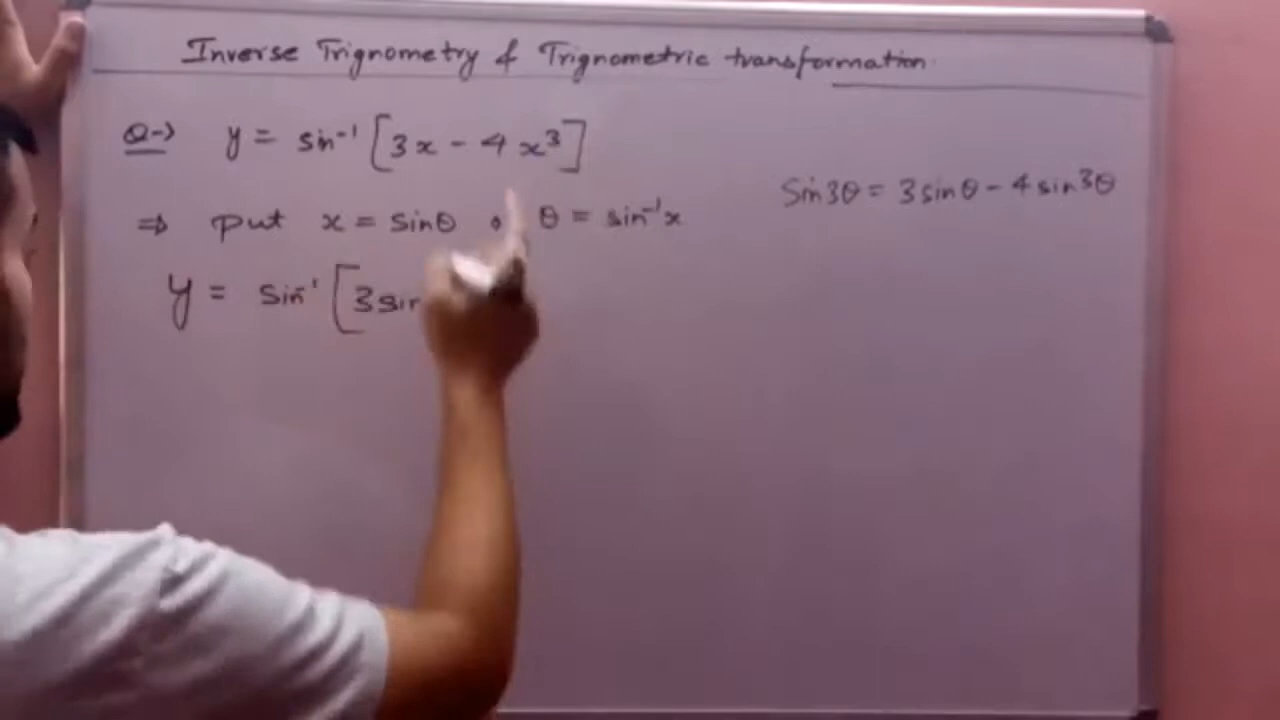 Inverse Trignometry & Trignometric transformation
Q→ y = sin⁻¹ [3x - 4x³]
Sin3θ = 3sinθ - 4sin³θ
⇒ put x = sinθ θ = sin⁻¹x
y = sin⁻¹ [3sin